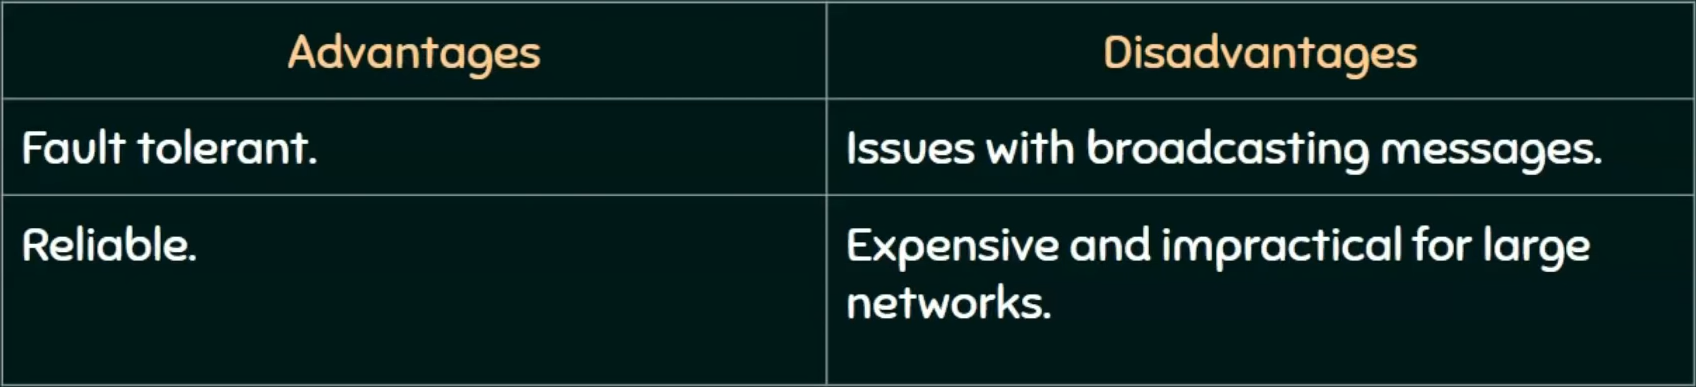 Advantages
Disadvantages
Fault tolerant.
Issues with broadcasting messages.
Reliable.
Expensive and impractical for large
networks.